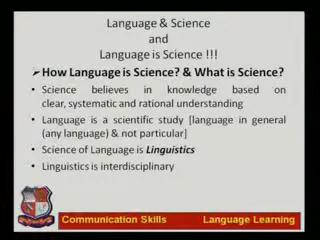 Language & Science
and
Language is Science !!!
➢How Language is Science? & What is Science?
• Science believes in knowledge based on
clear, systematic and rational understanding
• Language is a scientific study [language in general
(any language) & not particular]
• Science of Language is Linguistics
• Linguistics is interdisciplinary
Communication Skills Language Learning